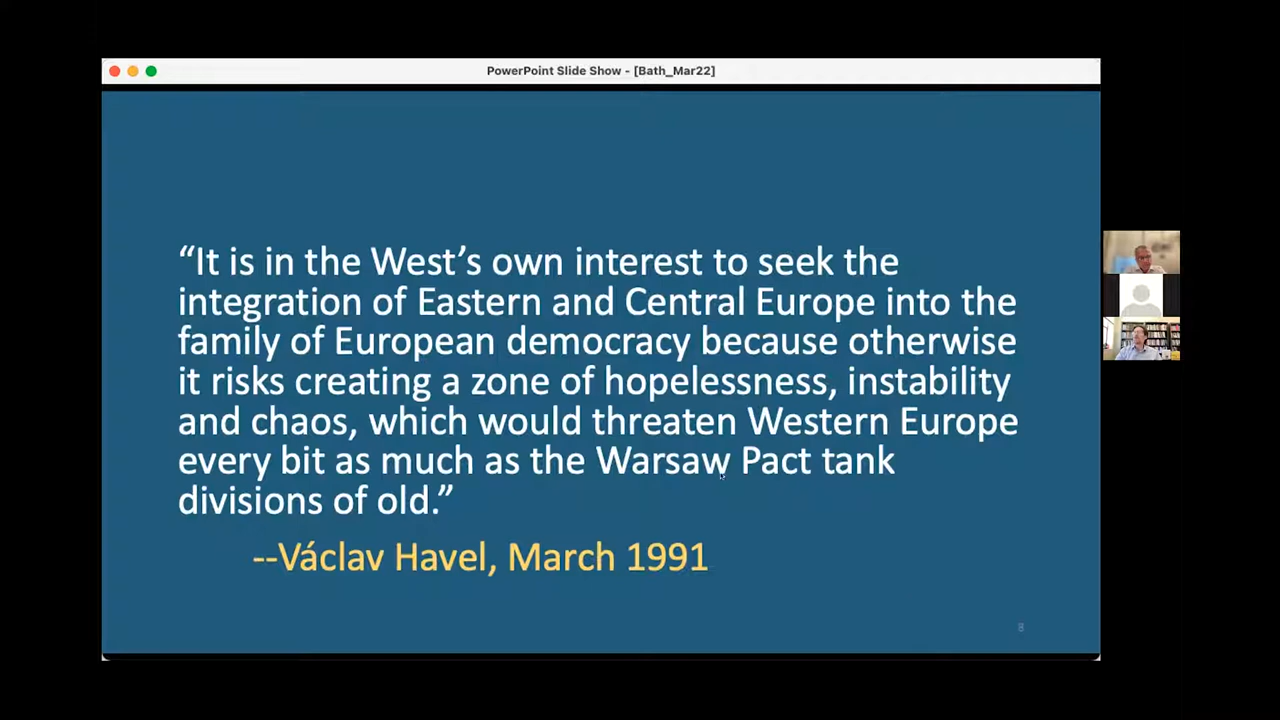 PowerPoint Slide Show - [Bath_Mar22]
“It is in the West’s own interest to seek the
integration of Eastern and Central Europe into the
family of European democracy because otherwise
it risks creating a zone of hopelessness, instability
and chaos, which would threaten Western Europe
every bit as much as the Warsaw Pact tank
divisions of old.”
--Václav Havel, March 1991
8